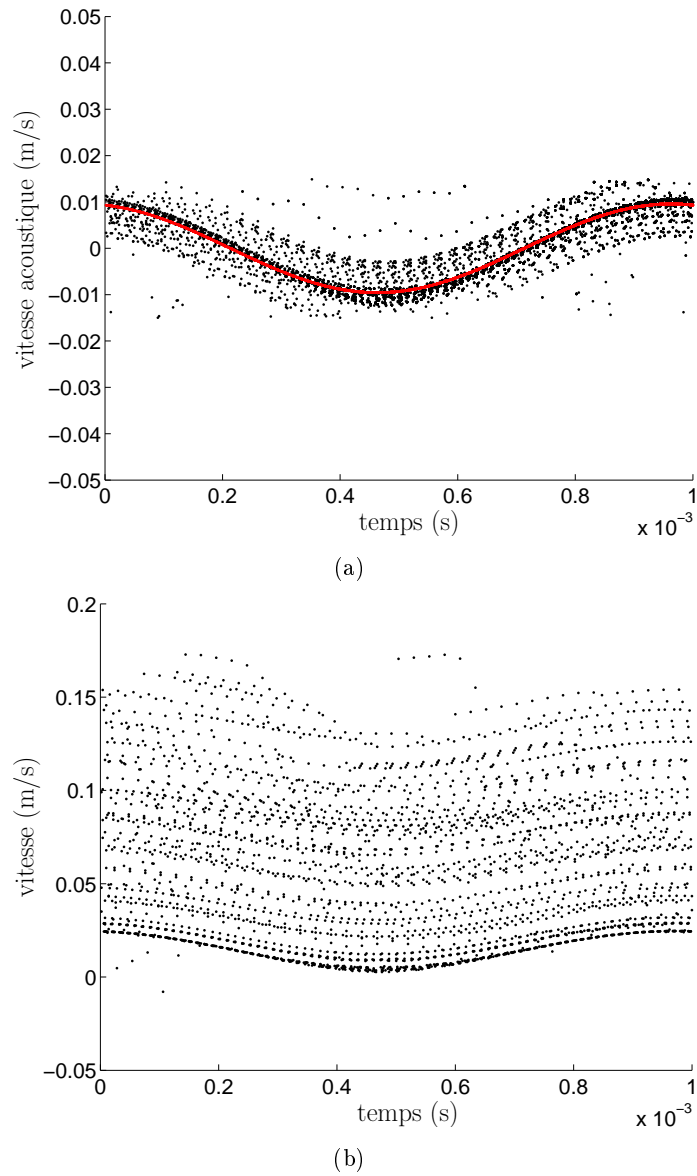 0.05
0.04
0.03
0.02
0.01
0
−0.01
−0.02
−0.03
−0.04
−0.05
vitesse acoustique (m/s)
0 0.2 0.4 0.6 0.8 1
temps (s)
x 10⁻³
(a)
0.2
0.15
0.1
0.05
0
−0.05
vitesse (m/s)
0 0.2 0.4 0.6 0.8 1
temps (s)
x 10⁻³
(b)